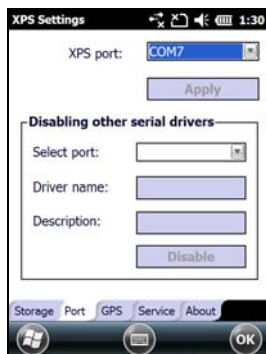 XPS Settings 1:30
XPS port: COM7
Apply
Disabling other serial drivers
Select port:
Driver name:
Description:
Disable
Storage Port GPS Service About
OK